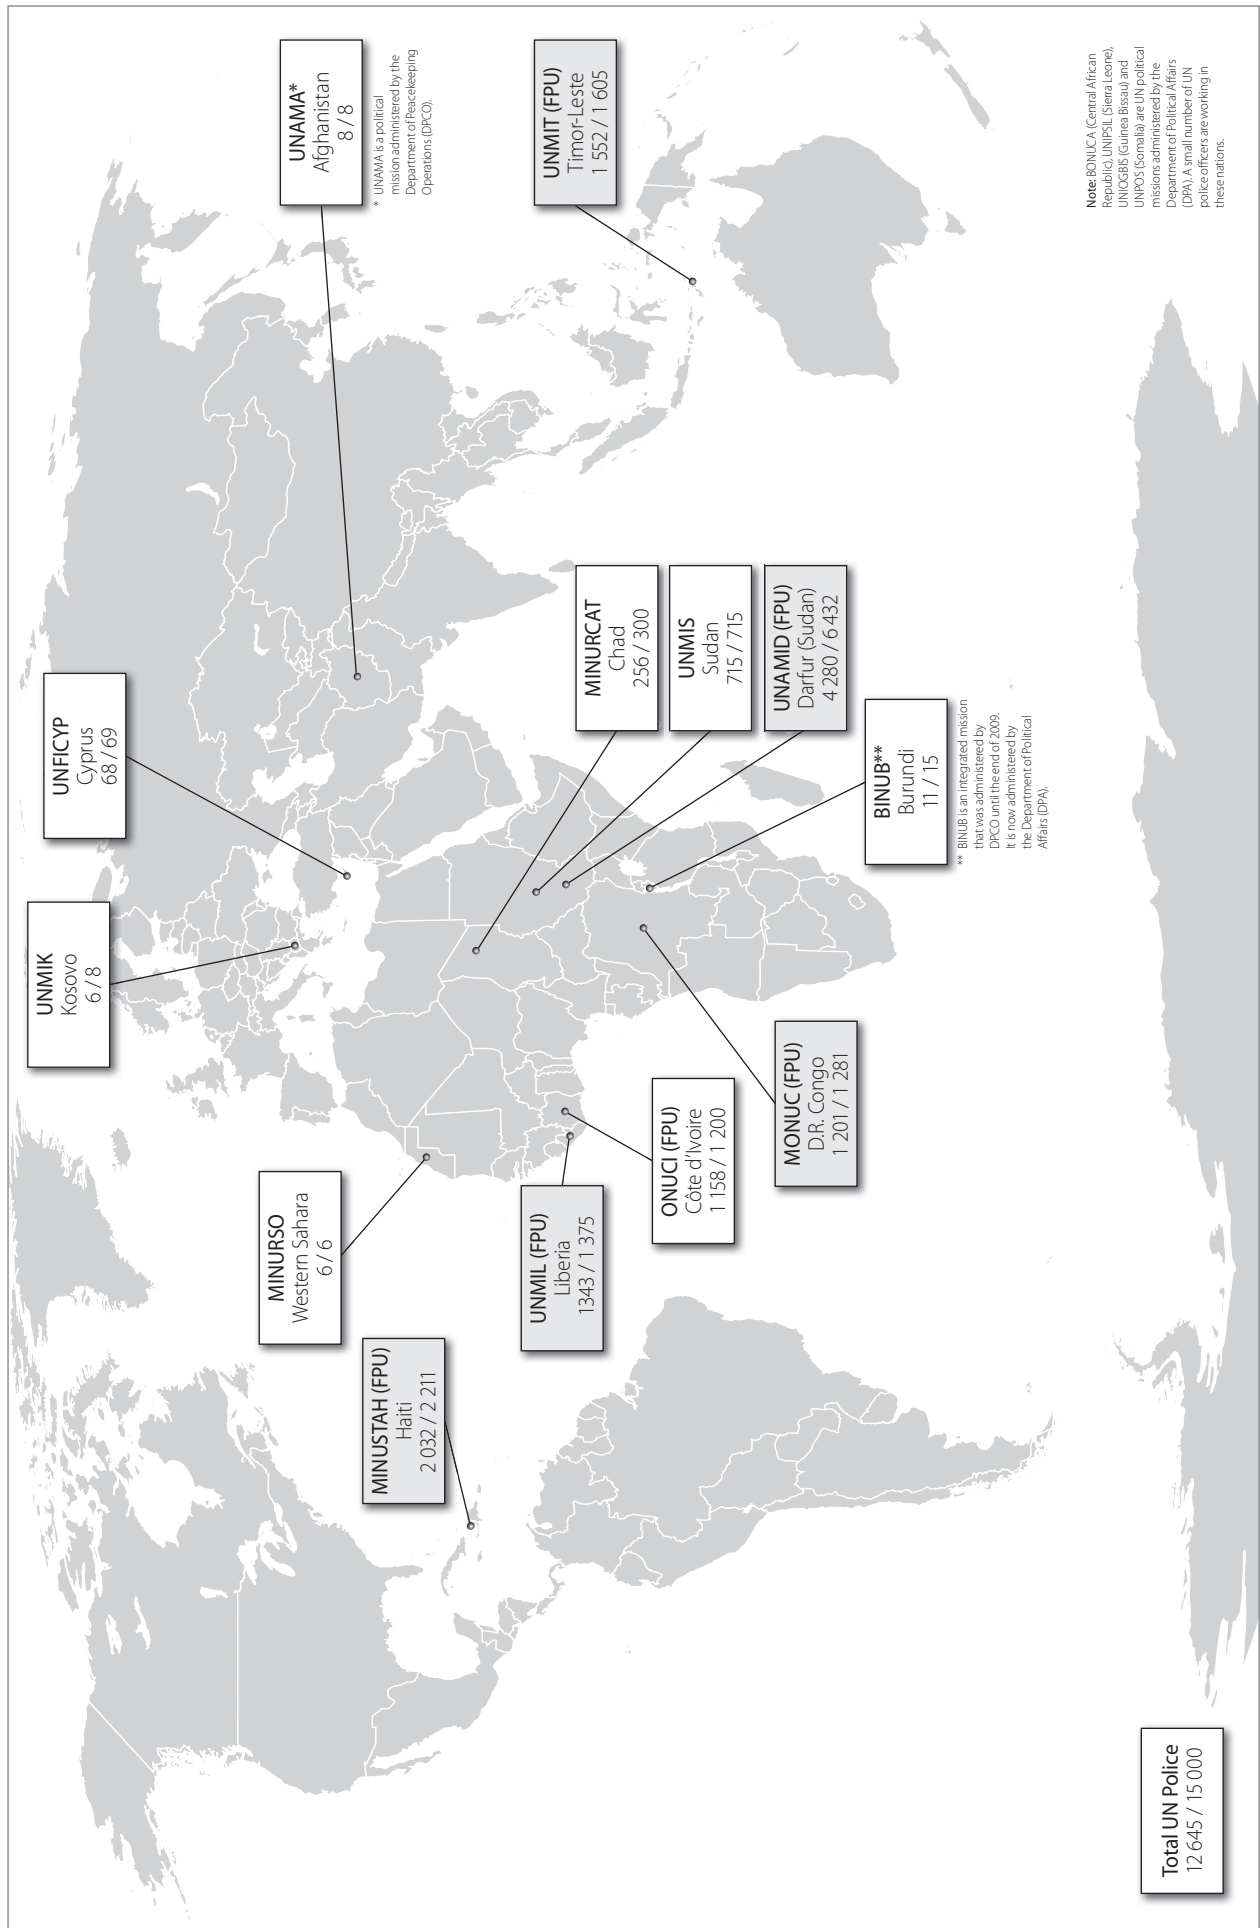 MINUSTAH (FPU)
Haiti
2 032 / 2 211
MINURSO
Western Sahara
6 / 6
UNMIK
Kosovo
6 / 8
UNFICYP
Cyprus
68 / 69
UNAMA*
Afghanistan
8 / 8
* UNAMA is a political
mission administered by the
Department of Peacekeeping
Operations (DPCO).
UNMIL (FPU)
Liberia
1343 / 1 375
ONUCI (FPU)
Côte d'Ivoire
1 158 / 1 200
MONUC (FPU)
D.R. Congo
1 201 / 1 281
MINURCAT
Chad
256 / 300
UNMIS
Sudan
715 / 715
UNAMID (FPU)
Darfur (Sudan)
4 280 / 6 432
BINUB**
Burundi
11 / 15
** BINUB is an integrated mission
that was administered by
DPCO until the end of 2009.
It is now administered by
the Department of Political
Affairs (DPA).
UNMIT (FPU)
Timor-Leste
1 552 / 1 605
Total UN Police
12 645 / 15 000
Note: BONUCA (Central African
Republic), UNIPSIL (Sierra Leone),
UNIOGBIS (Guinea Bissau) and
UNPOS (Somalia) are UN political
missions administered by the
Department of Political Affairs
(DPA). A small number of UN
police officers are working in
these nations.